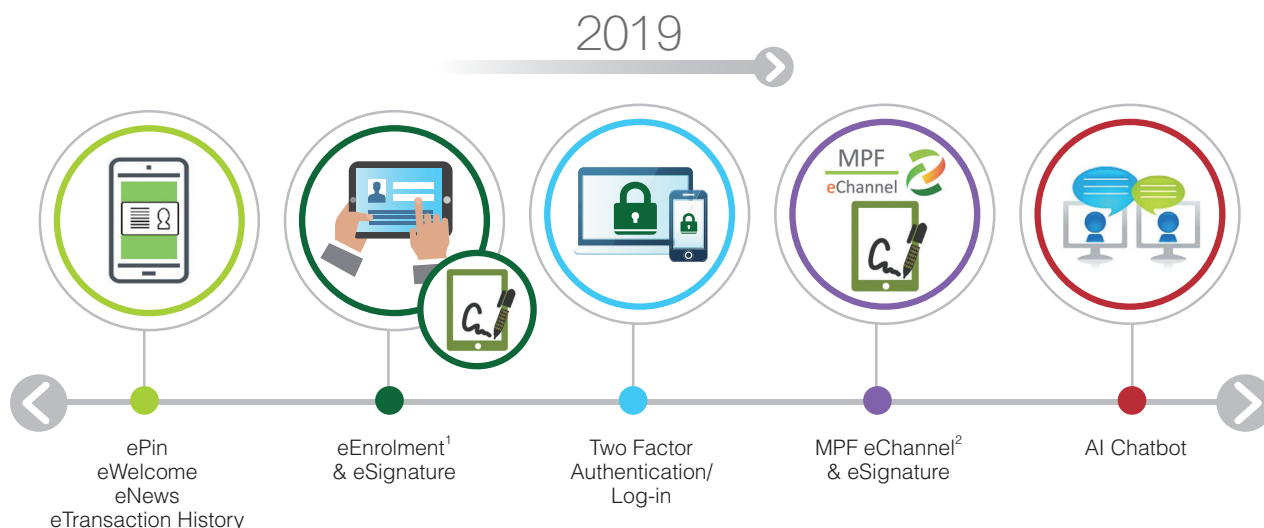 2019
MPF
eChannel
ePin
eWelcome
eNews
eTransaction History
eEnrolment¹
& eSignature
Two Factor
Authentication/
Log-in
MPF eChannel²
& eSignature
AI Chatbot